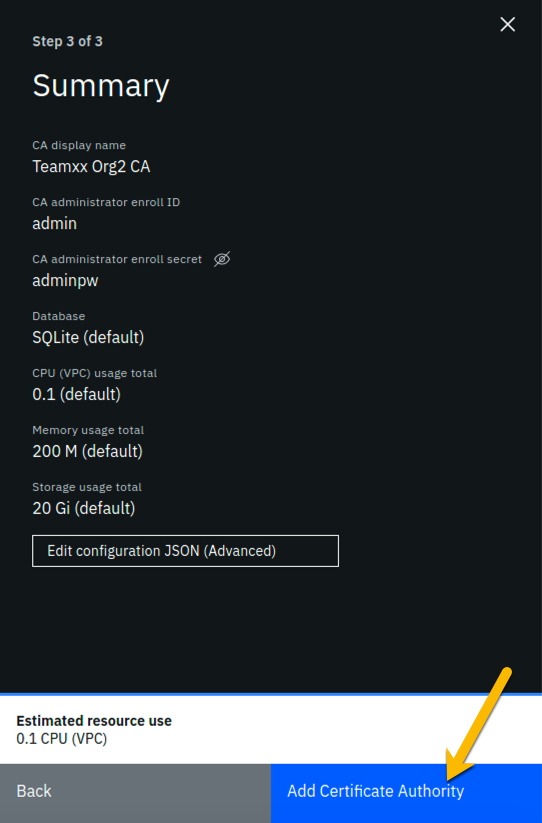 Step 3 of 3
Summary
CA display name
Teamxx Org2 CA
CA administrator enroll ID
admin
CA administrator enroll secret
adminpw
Database
SQLite (default)
CPU (VPC) usage total
0.1 (default)
Memory usage total
200 M (default)
Storage usage total
20 Gi (default)
Edit configuration JSON (Advanced)
Estimated resource use
0.1 CPU (VPC)
Back
Add Certificate Authority